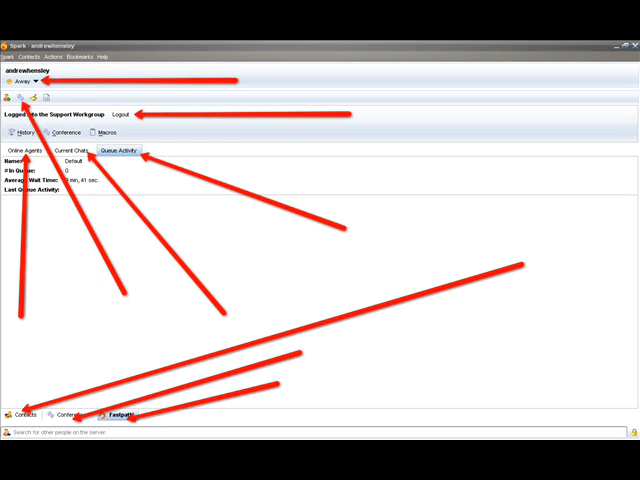 Spark - andrewhensley
Spark Contacts Actions Bookmarks Help
andrewhensley
Away
Logged into the Support Workgroup Logout
History Conference Macros
Online Agents Current Chats Queue Activity
Name: Default
# In Queue: 0
Average Wait Time: min, 41 sec.
Last Queue Activity:
Contacts Fastpath
Search for other people on the server